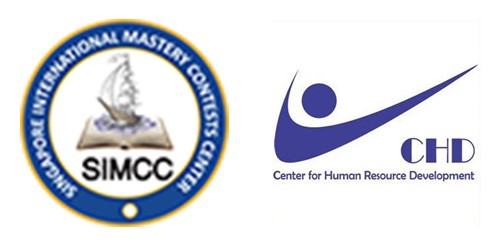 SINGAPORE INTERNATIONAL MASTERY CONTESTS CENTER
SIMCC
CHD
Center for Human Resource Development